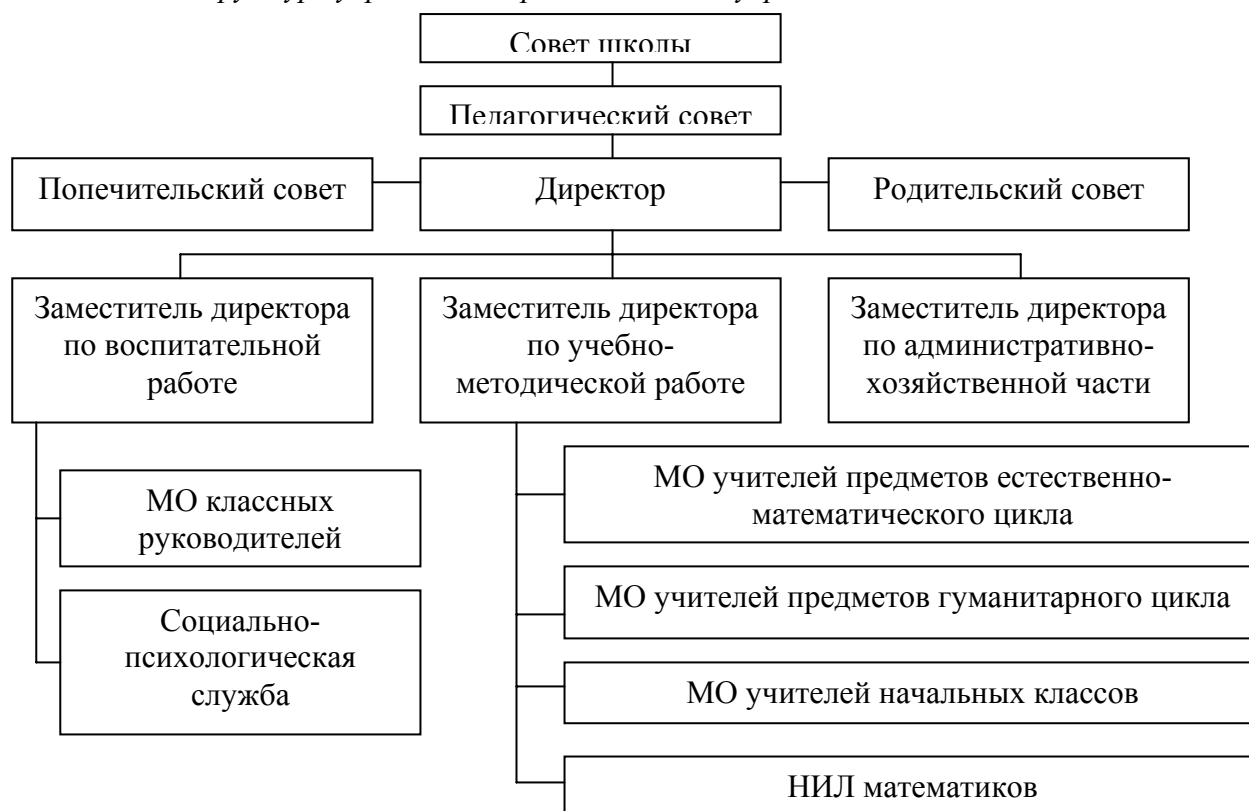 Совет школы
Педагогический совет
Попечительский совет
Директор
Родительский совет
Заместитель директора
по воспитательной
работе
Заместитель директора
по учебно-
методической работе
Заместитель директора
по административно-
хозяйственной части
МО классных
руководителей
Социально-
психологическая
служба
МО учителей предметов естественно-
математического цикла
МО учителей предметов гуманитарного цикла
МО учителей начальных классов
НИЛ математиков